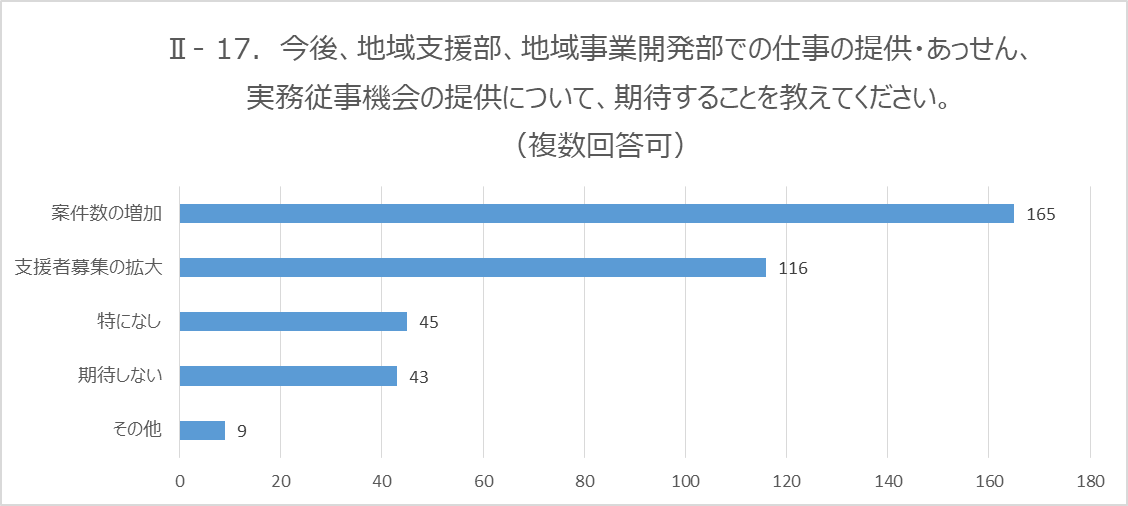 Ⅱ- 17. 今後、地域支援部、地域事業開発部での仕事の提供・あっせん、
実務従事機会の提供について、期待することを教えてください。
（複数回答可）
案件数の増加 165
支援者募集の拡大 116
特になし 45
期待しない 43
その他 9
0 20 40 60 80 100 120 140 160 180